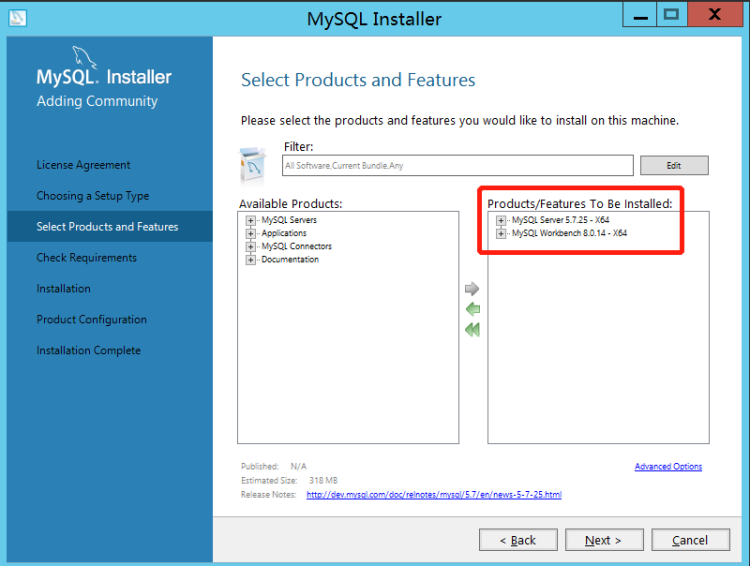 MySQL Installer
MySQL. Installer
Adding Community
License Agreement
Choosing a Setup Type
Select Products and Features
Check Requirements
Installation
Product Configuration
Installation Complete
Select Products and Features
Please select the products and features you would like to install on this machine.
Filter:
All Software,Current Bundle,Any
Edit
Available Products:
MySQL Servers
Applications
MySQL Connectors
Documentation
Products/Features To Be Installed:
MySQL Server 5.7.25 - X64
MySQL Workbench 8.0.14 - X64
Published: N/A
Estimated Size: 318 MB
Release Notes: http://dev.mysql.com/doc/relnotes/mysql/5.7/en/news-5-7-25.html
Advanced Options
< Back
Next >
Cancel